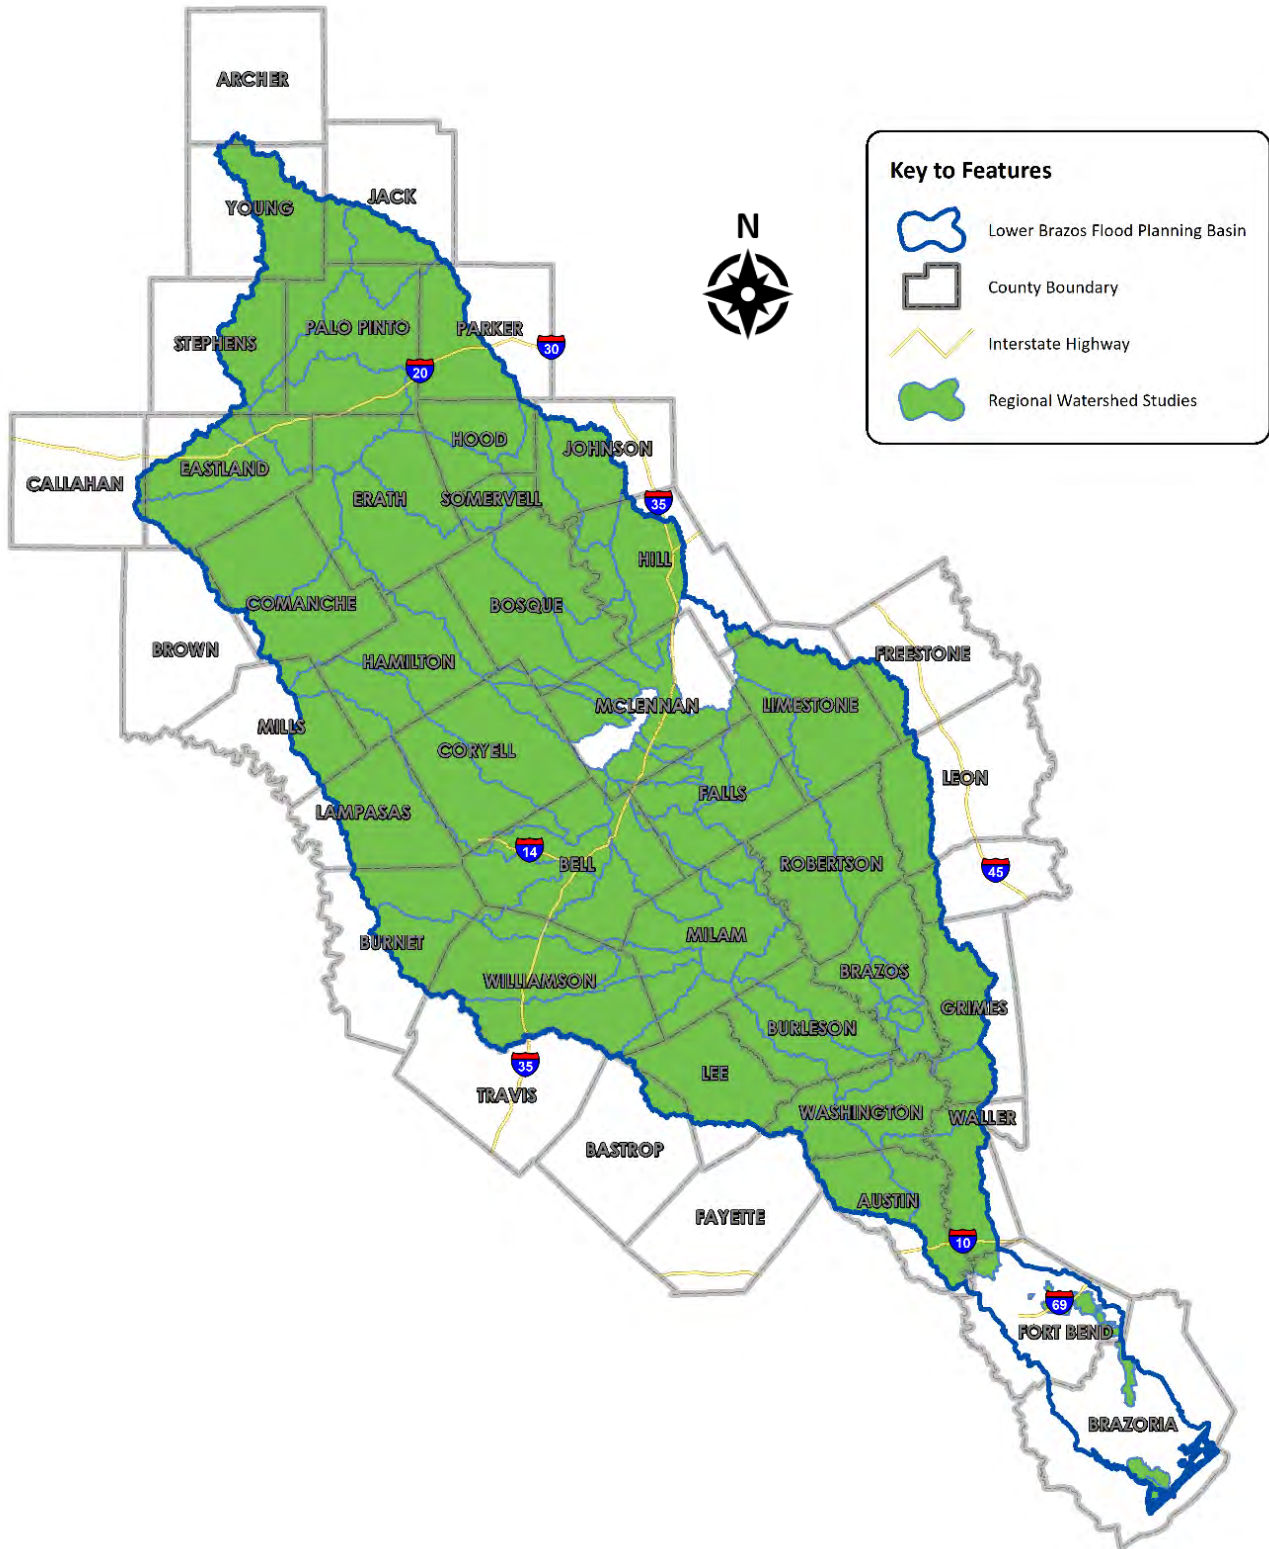 ARCHER
JACK
YOUNG
Key to Features
Lower Brazos Flood Planning Basin
County Boundary
Interstate Highway
Regional Watershed Studies
N
STEPHENS
PALO PINTO
PARKER
30
20
CALLAHAN
EASTLAND
HOOD
JOHNSON
ERATH
SOMERVELL
35
HILL
COMANCHE
BOSQUE
BROWN
HAMILTON
FREESTONE
MILLS
MCLENNAN
LIMESTONE
CORYELL
LEON
LAMPASAS
FALLS
14
BELL
ROBERTSON
45
BURNET
MILAM
WILLIAMSON
BRAZOS
GRIMES
BURLESON
35
TRAVIS
LEE
WASHINGTON
WALLER
BASTROP
FAYETTE
AUSTIN
10
69
FORT BEND
BRAZORIA